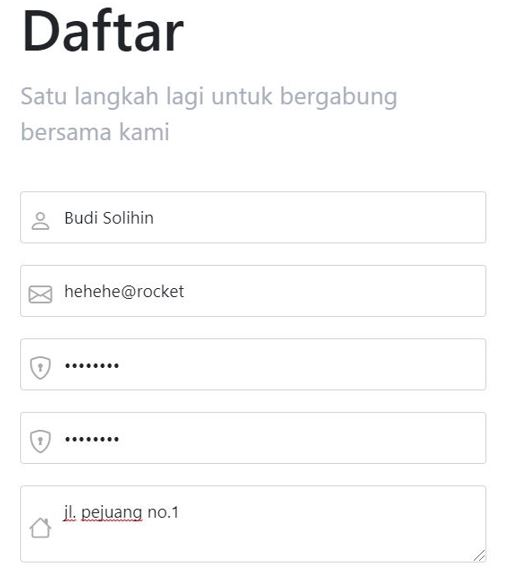 Daftar
Satu langkah lagi untuk bergabung
bersama kami
Budi Solihin
hehehe@rocket
••••••••
••••••••
jl. pejuang no.1